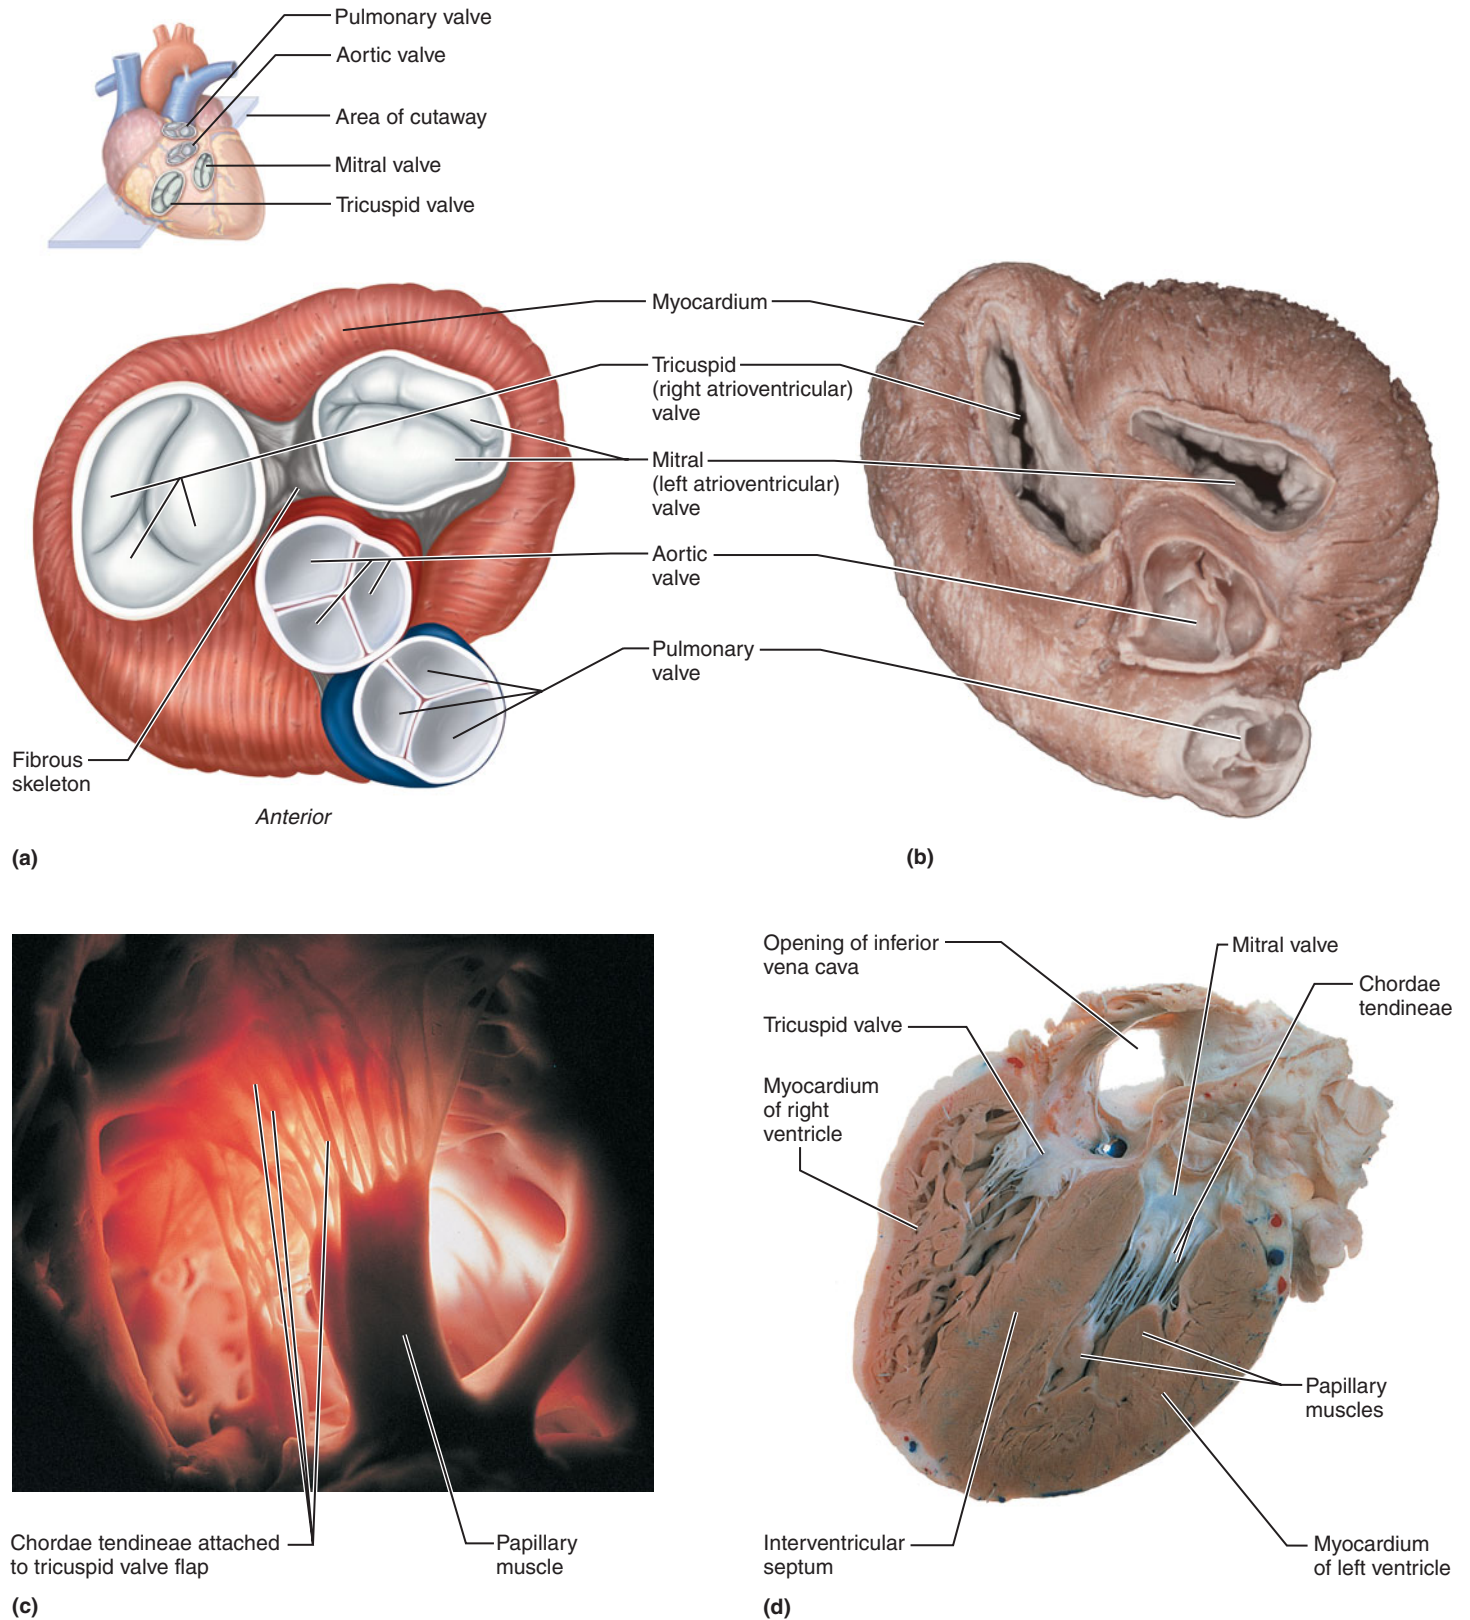 Pulmonary valve
Aortic valve
Area of cutaway
Mitral valve
Tricuspid valve
Myocardium
Tricuspid
(right atrioventricular)
valve
Mitral
(left atrioventricular)
valve
Aortic
valve
Pulmonary
valve
Fibrous
skeleton
Anterior
(a)
(b)
Chordae tendineae attached
to tricuspid valve flap
Papillary
muscle
(c)
Opening of inferior
vena cava
Tricuspid valve
Myocardium
of right
ventricle
Mitral valve
Chordae
tendineae
Papillary
muscles
Interventricular
septum
Myocardium
of left ventricle
(d)